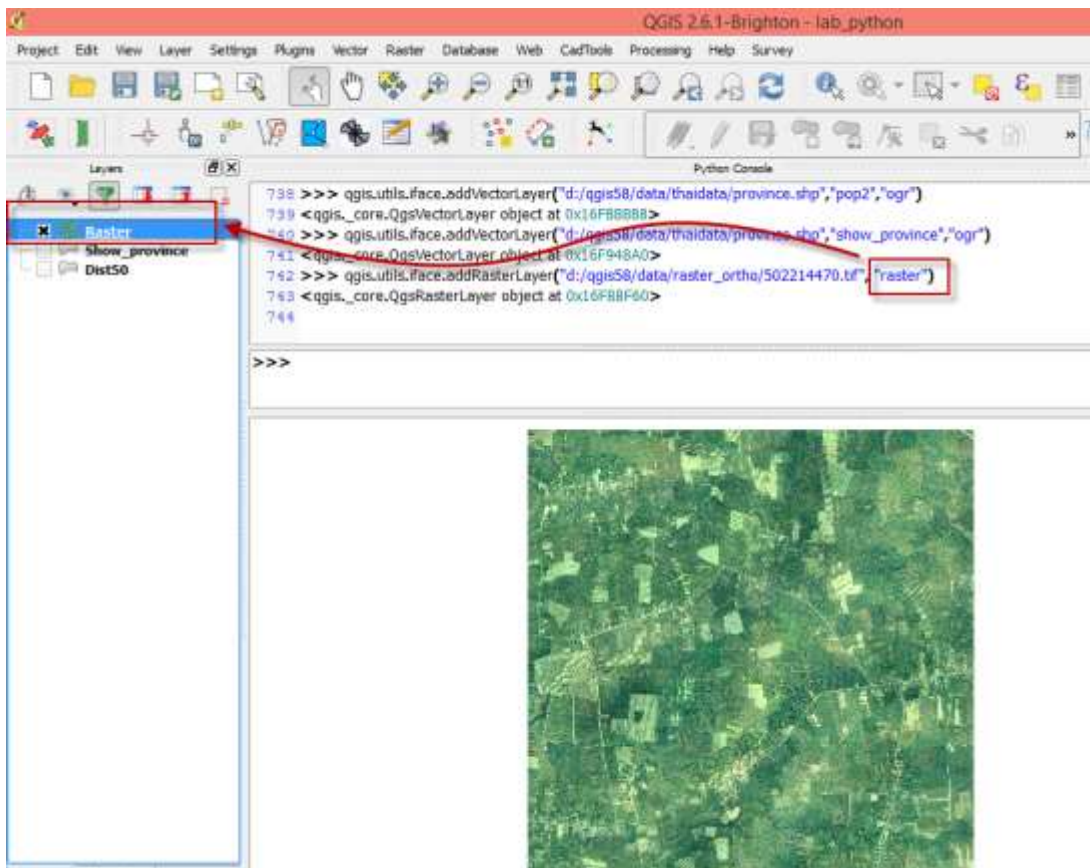 QGIS 2.6.1-Brighton - lab_python
Project Edit View Layer Settings Plugins Vector Raster Database Web CadTools Processing Help Survey
Layers
Python Console
Raster
Show_province
Dist50
738 >>> qgis.utils.iface.addVectorLayer("d:/qgis58/data/thaidata/province.shp","pop2","ogr")
739 <qgis._core.QgsVectorLayer object at 0x16FBBBB8>
740 >>> qgis.utils.iface.addVectorLayer("d:/qgis58/data/thaidata/province.shp","show_province","ogr")
741 <qgis._core.QgsVectorLayer object at 0x16F948A0>
742 >>> qgis.utils.iface.addRasterLayer("d:/qgis58/data/raster_ortho/502214470.tif", "raster")
743 <qgis._core.QgsRasterLayer object at 0x16FBBF60>
744
>>>